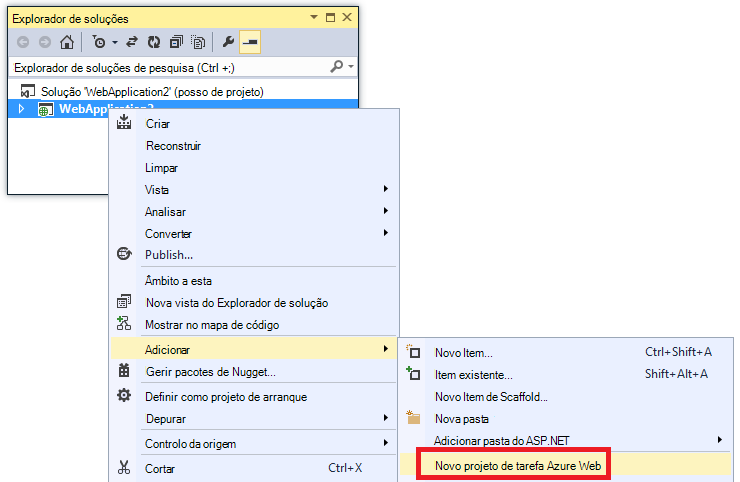 Explorador de soluções
Explorador de soluções de pesquisa (Ctrl +;)
Solução 'WebApplication2' (posso de projeto)
WebApplication2
Criar
Reconstruir
Limpar
Vista
Analisar
Converter
Publish...
Âmbito a esta
Nova vista do Explorador de solução
Mostrar no mapa de código
Adicionar
Gerir pacotes de Nugget...
Definir como projeto de arranque
Depurar
Controlo da origem
Cortar Ctrl+X
Novo Item... Ctrl+Shift+A
Item existente... Shift+Alt+A
Novo Item de Scaffold...
Nova pasta
Adicionar pasta do ASP.NET
Novo projeto de tarefa Azure Web